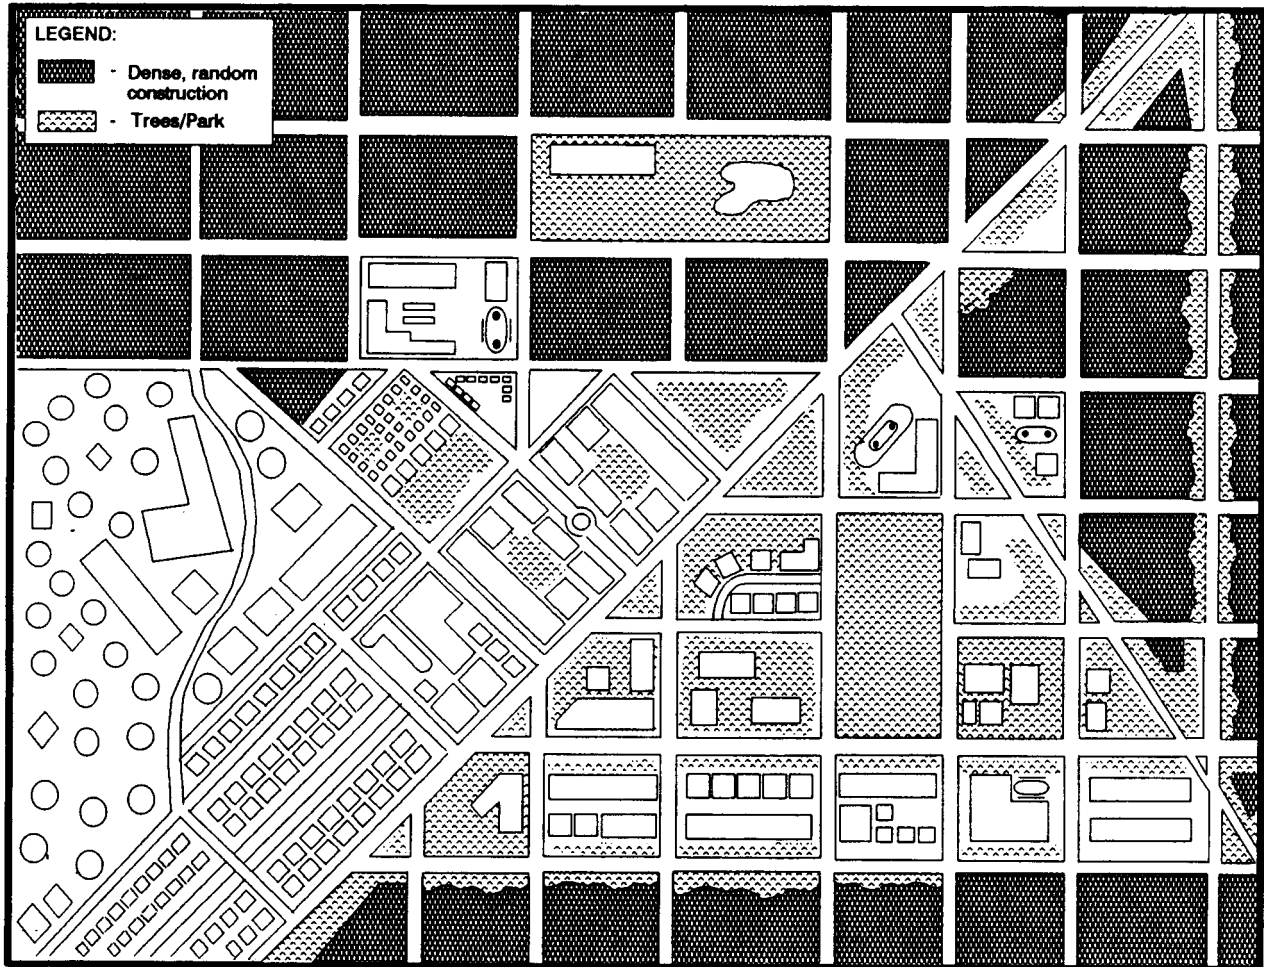 LEGEND:
- Dense, random
construction
- Trees/Park